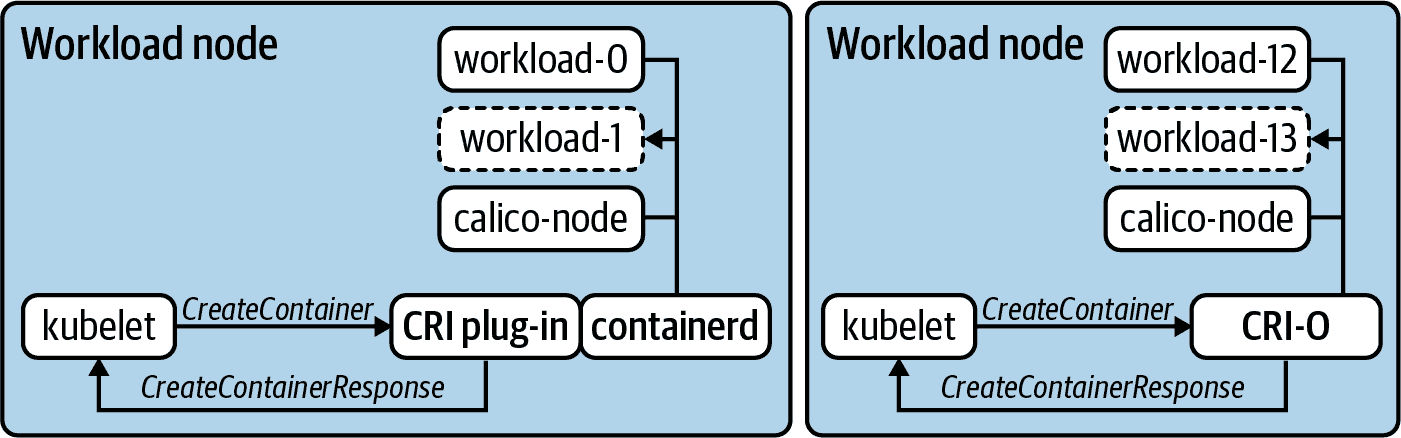 Workload node
workload-0
workload-1
calico-node
kubelet
CreateContainer
CRI plug-in
containerd
CreateContainerResponse
Workload node
workload-12
workload-13
calico-node
kubelet
CreateContainer
CRI-O
CreateContainerResponse